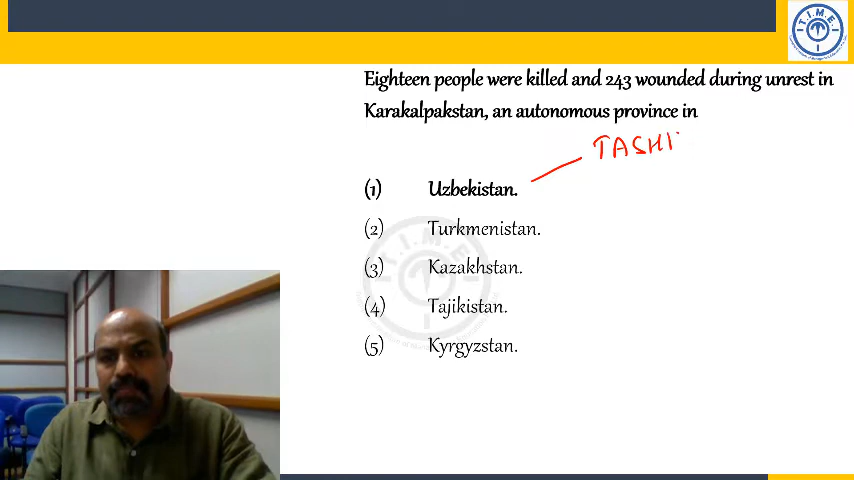 T.I.M.E.
Eighteen people were killed and 243 wounded during unrest in
Karakalpakstan, an autonomous province in
TASHK
(1) Uzbekistan.
(2) Turkmenistan.
(3) Kazakhstan.
(4) Tajikistan.
(5) Kyrgyzstan.